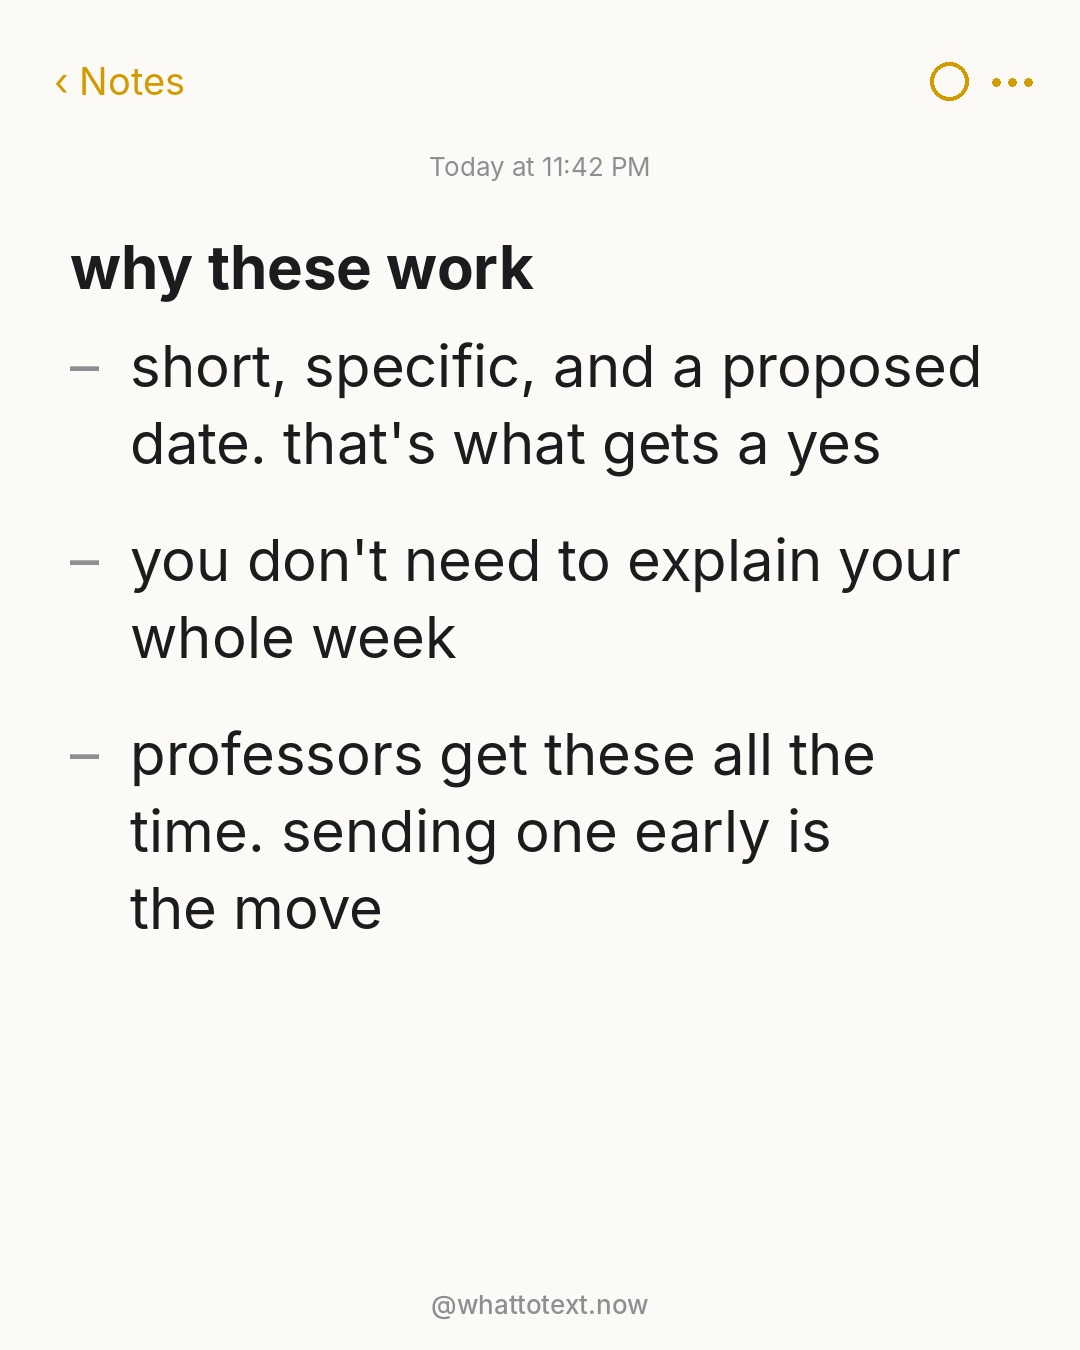 ‹ Notes
Today at 11:42 PM
why these work
– short, specific, and a proposed
date. that's what gets a yes
– you don't need to explain your
whole week
– professors get these all the
time. sending one early is
the move
@whattotext.now